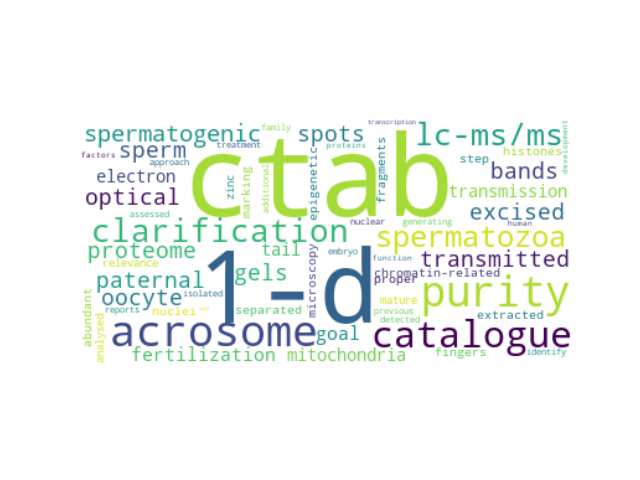 transcription
spermatogenic
family
spots
lc-ms/ms
factors
sperm
treatment
ctab
proteins
histones
approach
step
development
electron
zinc
marking
additional
epigenetic
fragments
bands
optical
transmission
assessed
nuclear
generating
excised
human
clarification
spermatozoa
proteome
tail
embryo
function
transmitted
relevance
1-d
microscopy
chromatin-related
paternal
gels
proper
purity
oocyte
isolated
mature
abundant
reports
nuclei
separated
previous
extracted
analysed
acrosome
goal
detected
catalogue
fertilization
mitochondria
fingers
identify